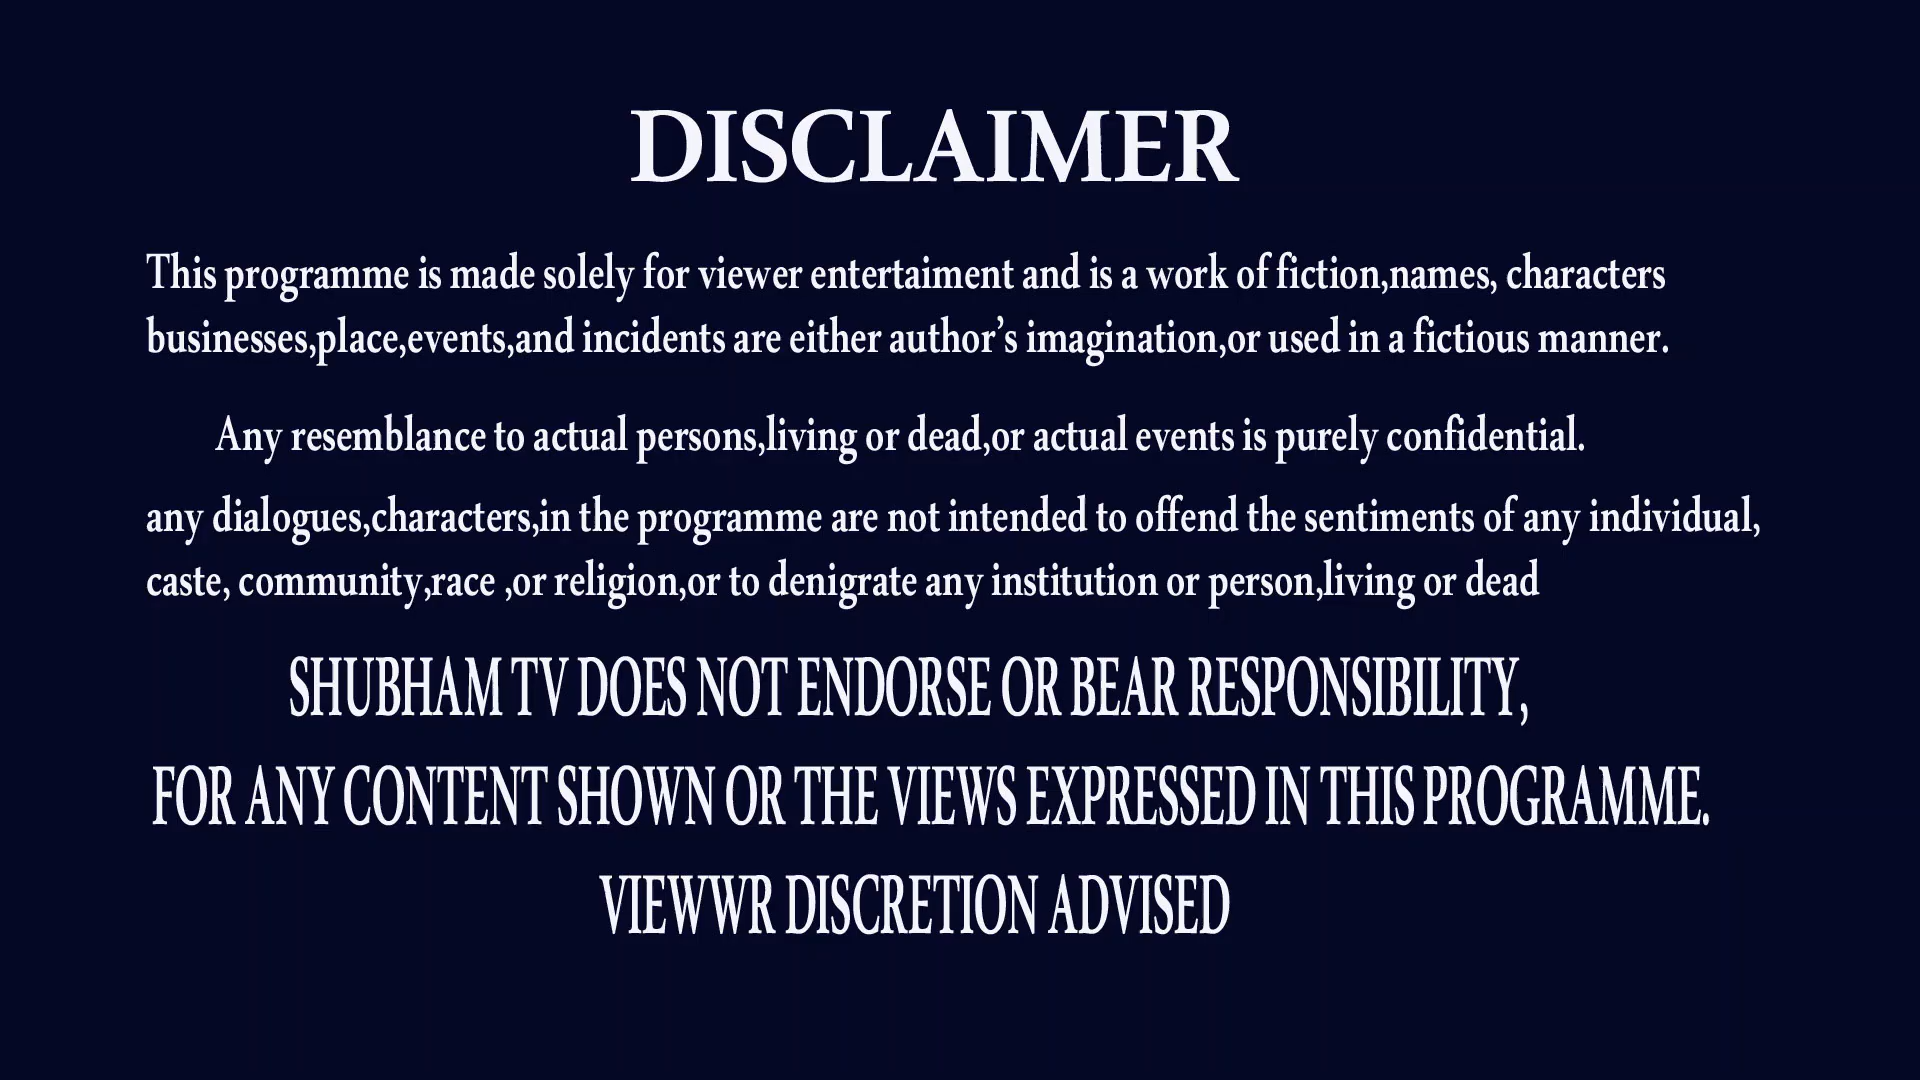 DISCLAIMER
This programme is made solely for viewer entertaiment and is a work of fiction,names, characters
businesses,place,events,and incidents are either author’s imagination,or used in a fictious manner.
Any resemblance to actual persons,living or dead,or actual events is purely confidential.
any dialogues,characters,in the programme are not intended to offend the sentiments of any individual,
caste, community,race ,or religion,or to denigrate any institution or person,living or dead
SHUBHAM TV DOES NOT ENDORSE OR BEAR RESPONSIBILITY,
FOR ANY CONTENT SHOWN OR THE VIEWS EXPRESSED IN THIS PROGRAMME.
VIEWWR DISCRETION ADVISED